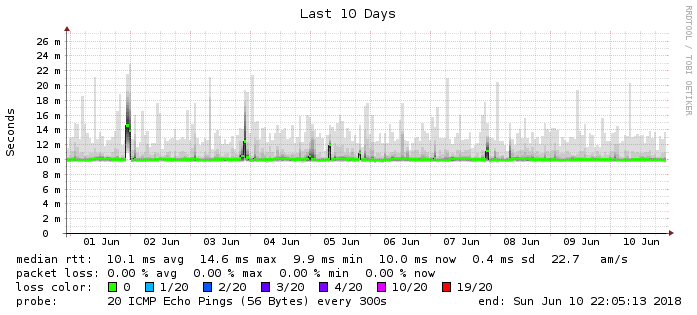 Last 10 Days
RRDTOOL / TOBI OETIKER
Seconds
26 m
24 m
22 m
20 m
18 m
16 m
14 m
12 m
10 m
8 m
6 m
4 m
2 m
0
01 Jun 02 Jun 03 Jun 04 Jun 05 Jun 06 Jun 07 Jun 08 Jun 09 Jun 10 Jun
median rtt: 10.1 ms avg 14.6 ms max 9.9 ms min 10.0 ms now 0.4 ms sd 22.7 am/s
packet loss: 0.00 % avg 0.00 % max 0.00 % min 0.00 % now
loss color: 0 1/20 2/20 3/20 4/20 10/20 19/20
probe: 20 ICMP Echo Pings (56 Bytes) every 300s end: Sun Jun 10 22:05:13 2018